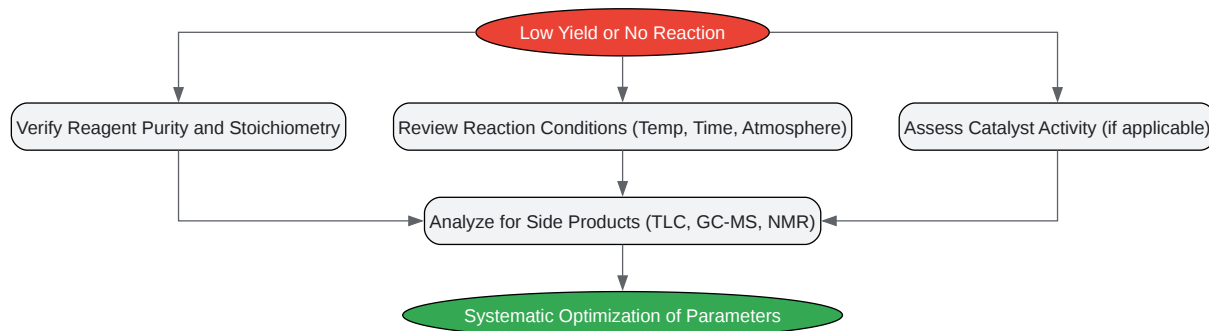 Low Yield or No Reaction
Verify Reagent Purity and Stoichiometry
Review Reaction Conditions (Temp, Time, Atmosphere)
Assess Catalyst Activity (if applicable)
Analyze for Side Products (TLC, GC-MS, NMR)
Systematic Optimization of Parameters